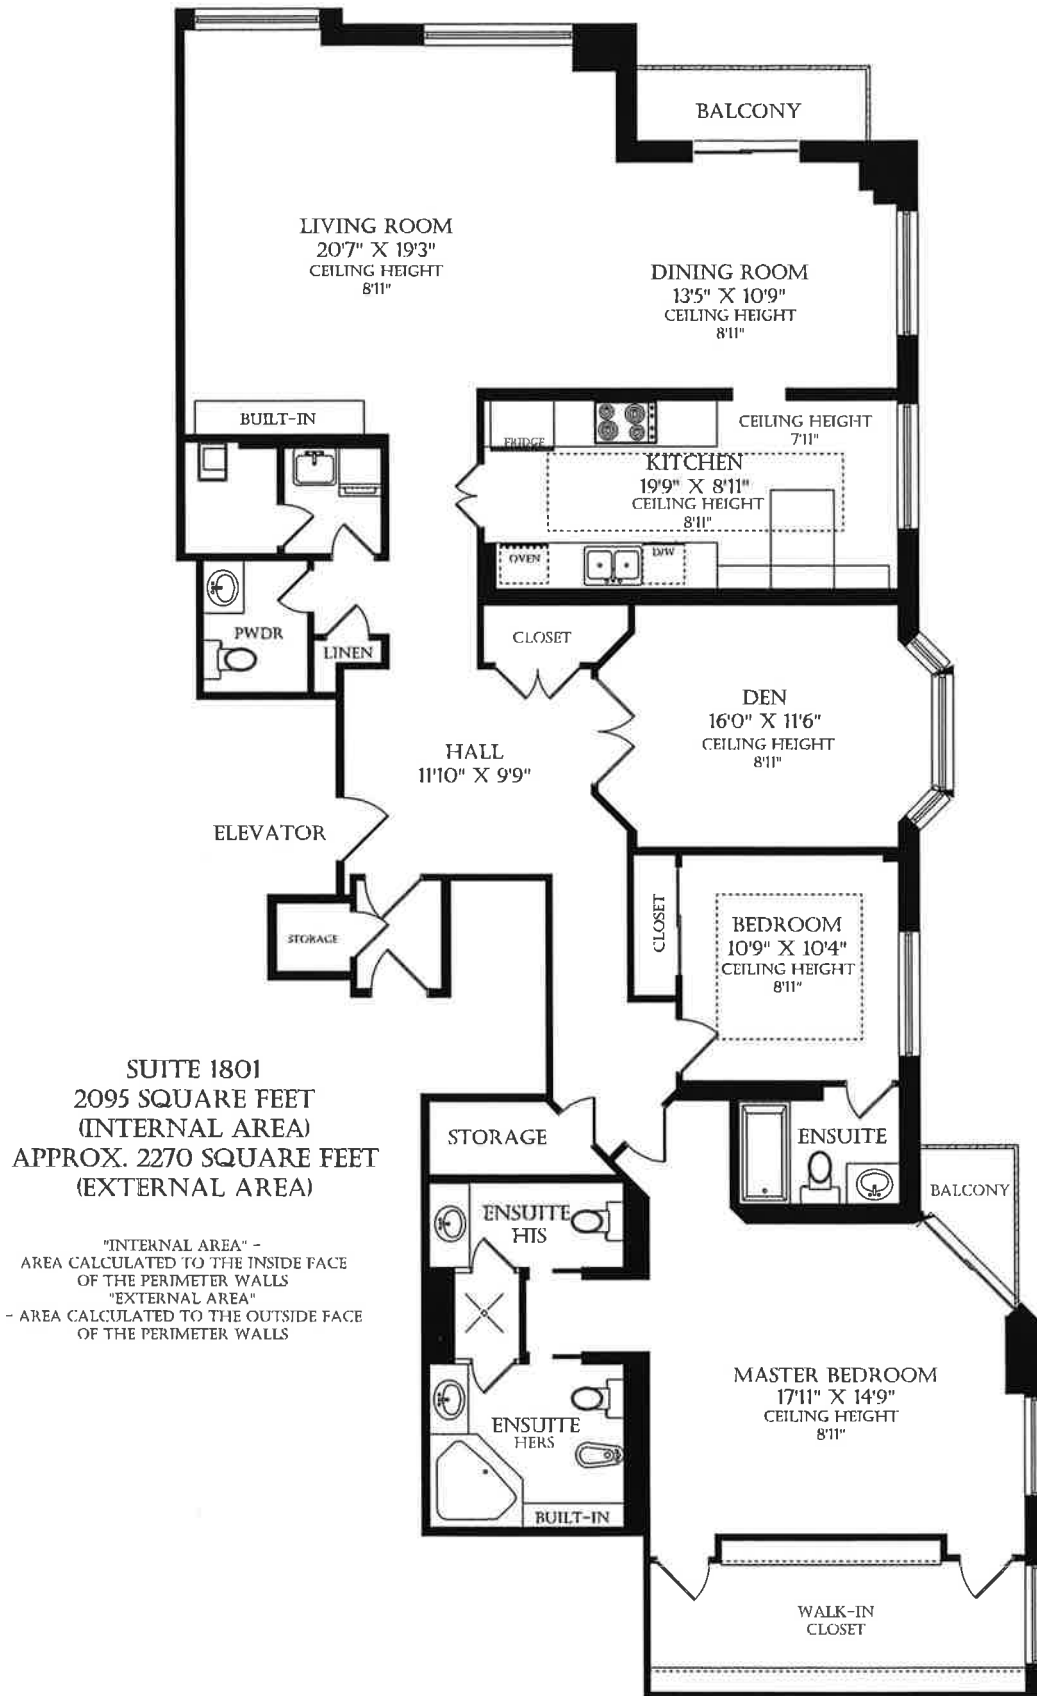 BALCONY
LIVING ROOM
20'7" X 19'3"
CEILING HEIGHT
8'11"
DINING ROOM
13'5" X 10'9"
CEILING HEIGHT
8'11"
BUILT-IN
FRIDGE
CEILING HEIGHT
7'11"
KITCHEN
19'9" X 8'11"
CEILING HEIGHT
8'11"
OVEN
D/W
PWDR
LINEN
CLOSET
DEN
16'0" X 11'6"
CEILING HEIGHT
8'11"
HALL
11'10" X 9'9"
ELEVATOR
STORAGE
CLOSET
BEDROOM
10'9" X 10'4"
CEILING HEIGHT
8'11"
SUITE 1801
2095 SQUARE FEET
(INTERNAL AREA)
APPROX. 2270 SQUARE FEET
(EXTERNAL AREA)
"INTERNAL AREA" -
AREA CALCULATED TO THE INSIDE FACE
OF THE PERIMETER WALLS
"EXTERNAL AREA"
- AREA CALCULATED TO THE OUTSIDE FACE
OF THE PERIMETER WALLS
STORAGE
ENSUITE
BALCONY
ENSUITE
HIS
MASTER BEDROOM
17'11" X 14'9"
CEILING HEIGHT
8'11"
ENSUITE
HERS
BUILT-IN
WALK-IN
CLOSET